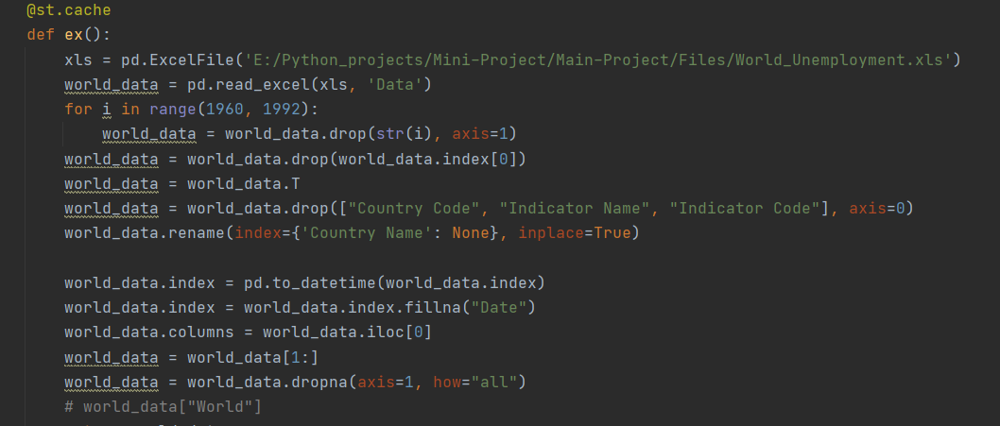 @st.cache
def ex():
    xls = pd.ExcelFile('E:/Python_projects/Mini-Project/Main-Project/Files/World_Unemployment.xls')
    world_data = pd.read_excel(xls, 'Data')
    for i in range(1960, 1992):
        world_data = world_data.drop(str(i), axis=1)
    world_data = world_data.drop(world_data.index[0])
    world_data = world_data.T
    world_data = world_data.drop(["Country Code", "Indicator Name", "Indicator Code"], axis=0)
    world_data.rename(index={'Country Name': None}, inplace=True)

    world_data.index = pd.to_datetime(world_data.index)
    world_data.index = world_data.index.fillna("Date")
    world_data.columns = world_data.iloc[0]
    world_data = world_data[1:]
    world_data = world_data.dropna(axis=1, how="all")
    # world_data["World"]